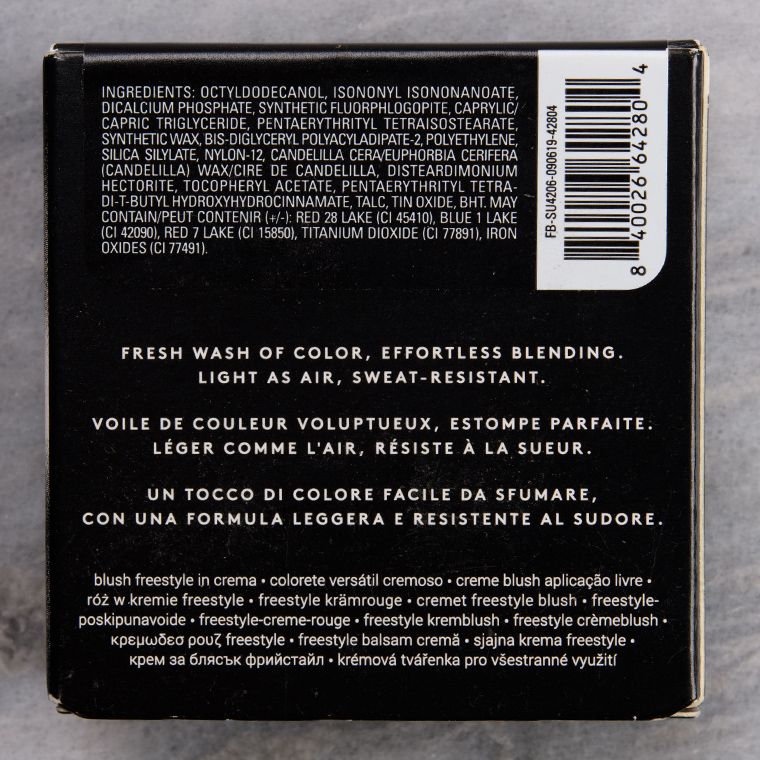 INGREDIENTS: OCTYLDODECANOL, ISONONYL ISONONANOATE,
DICALCIUM PHOSPHATE, SYNTHETIC FLUORPHLOGOPITE, CAPRYLIC/
CAPRIC TRIGLYCERIDE, PENTAERYTHRITYL TETRAISOSTEARATE,
SYNTHETIC WAX, BIS-DIGLYCERYL POLYACYLADIPATE-2, POLYETHYLENE,
SILICA SILYLATE, NYLON-12, CANDELILLA CERA/EUPHORBIA CERIFERA
(CANDELILLA) WAX/CIRE DE CANDELILLA, DISTEARDIMONIUM
HECTORITE, TOCOPHERYL ACETATE, PENTAERYTHRITYL TETRA-
DI-T-BUTYL HYDROXYHYDROCINNAMATE, TALC, TIN OXIDE, BHT. MAY
CONTAIN/PEUT CONTENIR (+/-): RED 28 LAKE (CI 45410), BLUE 1 LAKE
(CI 42090), RED 7 LAKE (CI 15850), TITANIUM DIOXIDE (CI 77891), IRON
OXIDES (CI 77491).
FB-SU4206-090619-42804
8 40026 64280 4
FRESH WASH OF COLOR, EFFORTLESS BLENDING.
LIGHT AS AIR, SWEAT-RESISTANT.
VOILE DE COULEUR VOLUPTUEUX, ESTOMPE PARFAITE.
LÉGER COMME L'AIR, RÉSISTE À LA SUEUR.
UN TOCCO DI COLORE FACILE DA SFUMARE,
CON UNA FORMULA LEGGERA E RESISTENTE AL SUDORE.
blush freestyle in crema • colorete versátil cremoso • creme blush aplicação livre •
róż w kremie freestyle • freestyle krämrouge • cremet freestyle blush • freestyle-
poskipunavoide • freestyle-creme-rouge • freestyle kremblush • freestyle crèmeblush •
κρεμωδεσ ρουζ freestyle • freestyle balsam cremă • sjajna krema freestyle •
крем за блясък фрийстайл • krémová tvářenka pro všestranné využití